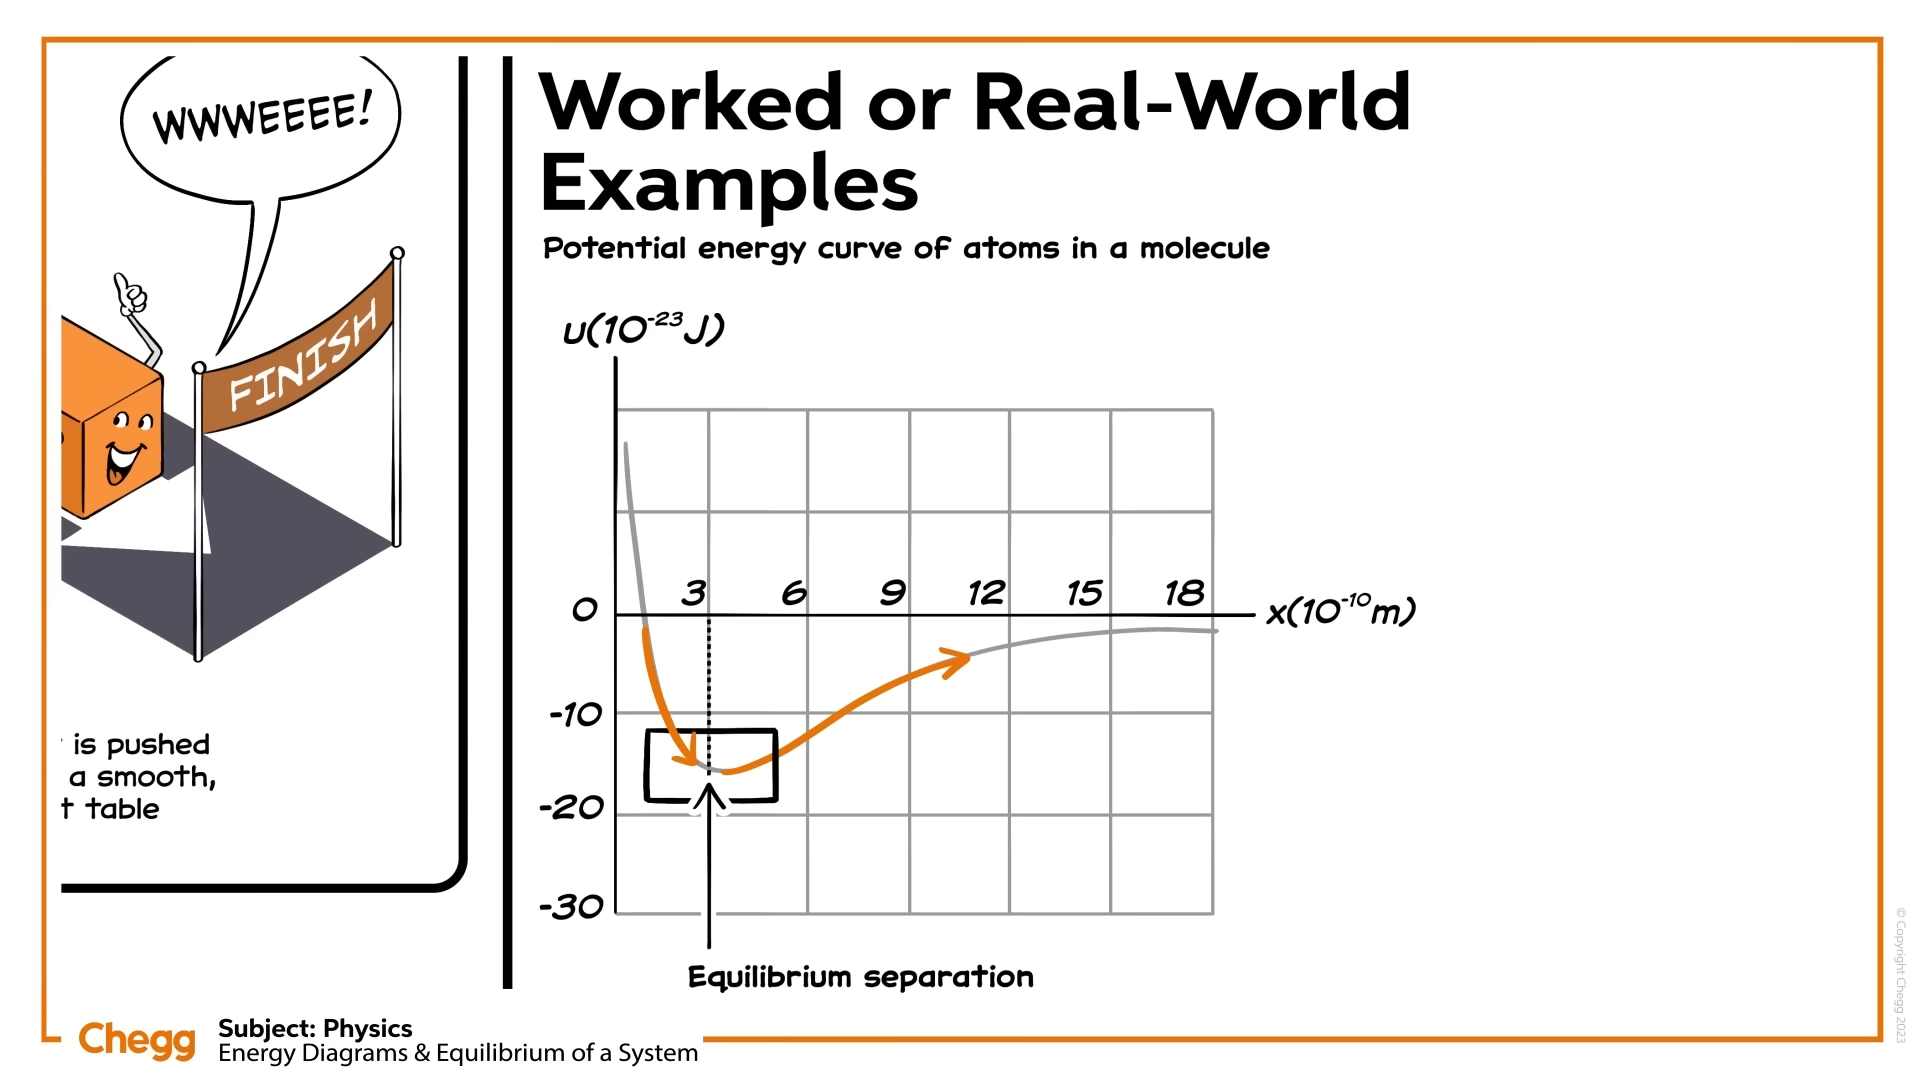 WWWEEEE!
FINISH
is pushed
a smooth,
t table
Worked or Real-World
Examples
Potential energy curve of atoms in a molecule
U(10⁻²³J)
3 6 9 12 15 18
0
x(10⁻¹⁰m)
-10
-20
-30
Equilibrium separation
Chegg
Subject: Physics
Energy Diagrams & Equilibrium of a System
© Copyright Chegg 2023